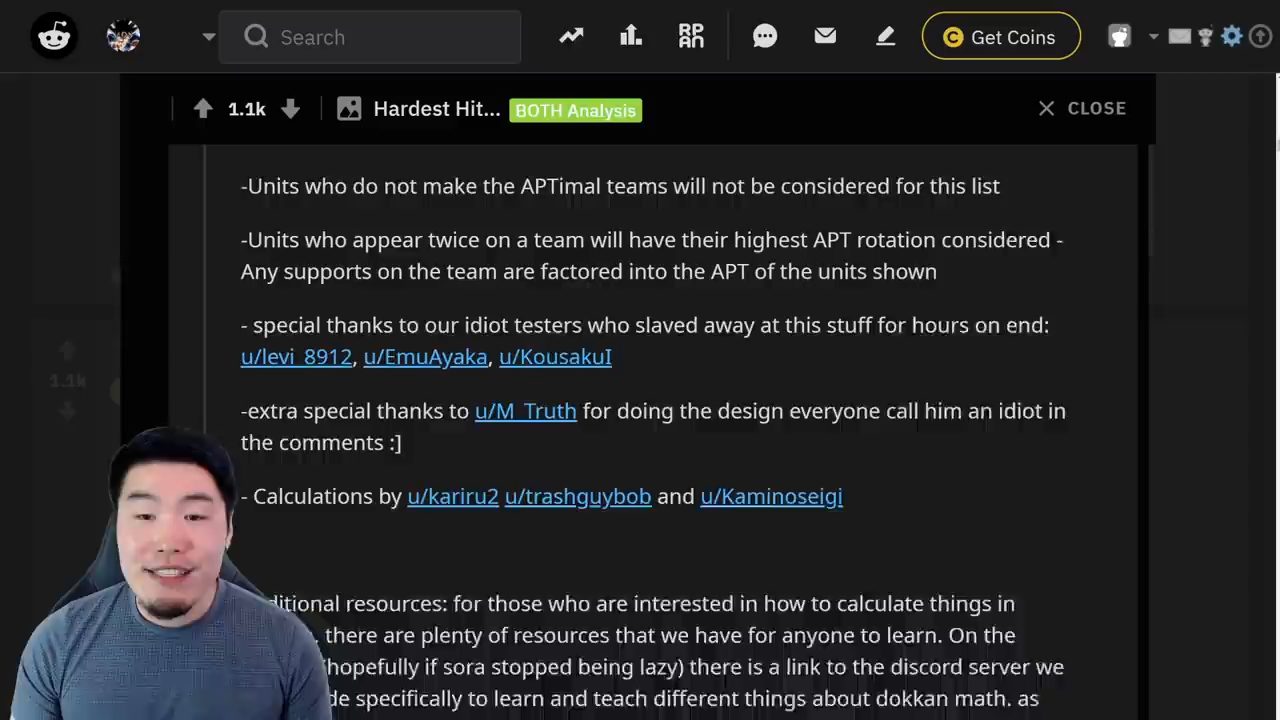 Search
RP
AN
Get Coins
1.1k
Hardest Hit...
BOTH Analysis
CLOSE
-Units who do not make the APTimal teams will not be considered for this list
-Units who appear twice on a team will have their highest APT rotation considered -
Any supports on the team are factored into the APT of the units shown
- special thanks to our idiot testers who slaved away at this stuff for hours on end:
u/levi_8912, u/EmuAyaka, u/KousakuI
1.1k
-extra special thanks to u/M_Truth for doing the design everyone call him an idiot in
the comments :]
- Calculations by u/kariru2 u/trashguybob and u/Kaminoseigi
resources: for those who are interested in how to calculate things in
there are plenty of resources that we have for anyone to learn. On the
(hopefully if sora stopped being lazy) there is a link to the discord server we
specifically to learn and teach different things about dokkan math. as